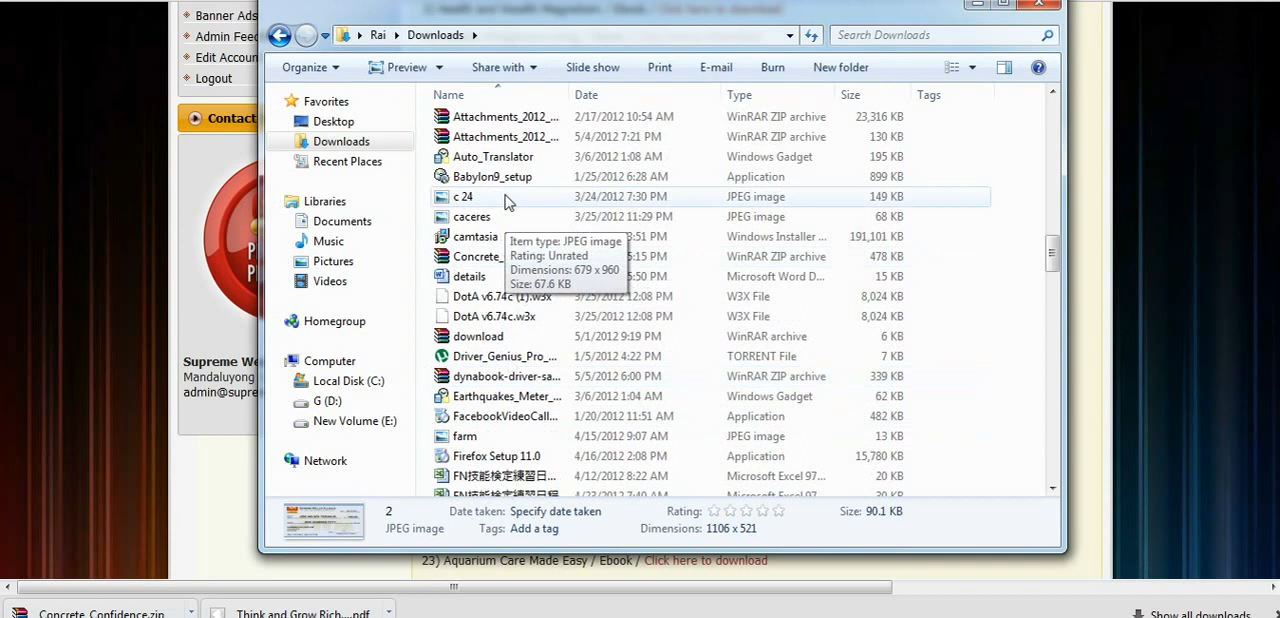 Banner Ads
Admin Feed
Edit Accoun
Logout
Contact
Supreme We
Mandaluyong
admin@supre
Rai Downloads
Search Downloads
Organize Preview Share with Slide show Print E-mail Burn New folder
Favorites
Desktop
Downloads
Recent Places
Libraries
Documents
Music
Pictures
Videos
Homegroup
Computer
Local Disk (C:)
G (D:)
New Volume (E:)
Network
Name Date Type Size Tags
Attachments_2012_... 2/17/2012 10:54 AM WinRAR ZIP archive 23,316 KB
Attachments_2012_... 5/4/2012 7:21 PM WinRAR ZIP archive 130 KB
Auto_Translator 3/6/2012 1:08 AM Windows Gadget 195 KB
Babylon9_setup 1/25/2012 6:28 AM Application 899 KB
c 24 3/24/2012 7:30 PM JPEG image 149 KB
caceres 3/25/2012 11:29 PM JPEG image 68 KB
camtasia 3:51 PM Windows Installer ... 191,101 KB
Concrete_ 5:15 PM WinRAR ZIP archive 478 KB
details 5:50 PM Microsoft Word D... 15 KB
DotA v6.74c (1).w3x 3/25/2012 12:08 PM W3X File 8,024 KB
DotA v6.74c.w3x 3/25/2012 12:08 PM W3X File 8,024 KB
download 5/1/2012 9:19 PM WinRAR archive 6 KB
Driver_Genius_Pro_... 1/5/2012 4:22 PM TORRENT File 7 KB
dynabook-driver-sa... 5/5/2012 6:00 PM WinRAR ZIP archive 339 KB
Earthquakes_Meter_... 3/6/2012 1:04 AM Windows Gadget 62 KB
FacebookVideoCall... 1/20/2012 11:51 AM Application 482 KB
farm 4/15/2012 9:07 AM JPEG image 13 KB
Firefox Setup 11.0 4/16/2012 2:08 PM Application 15,780 KB
FN技能検定練習日... 4/12/2012 8:22 AM Microsoft Excel 97... 20 KB
Item type: JPEG image
Rating: Unrated
Dimensions: 679 x 960
Size: 67.6 KB
2 Date taken: Specify date taken Rating: Size: 90.1 KB
JPEG image Tags: Add a tag Dimensions: 1106 x 521
23) Aquarium Care Made Easy / Ebook / Click here to download
Concrete_Confidence.zip Think and Grow Rich....pdf Show all downloads